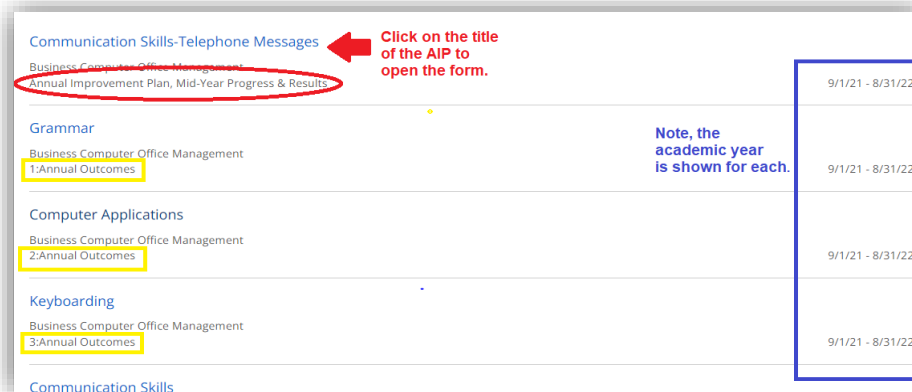 Communication Skills-Telephone Messages
Click on the title
of the AIP to
open the form.
Business Computer Office Management
Annual Improvement Plan, Mid-Year Progress & Results
9/1/21 - 8/31/22
Grammar
Business Computer Office Management
1:Annual Outcomes
Note, the
academic year
is shown for each.
9/1/21 - 8/31/22
Computer Applications
Business Computer Office Management
2:Annual Outcomes
9/1/21 - 8/31/22
Keyboarding
Business Computer Office Management
3:Annual Outcomes
9/1/21 - 8/31/22
Communication Skills